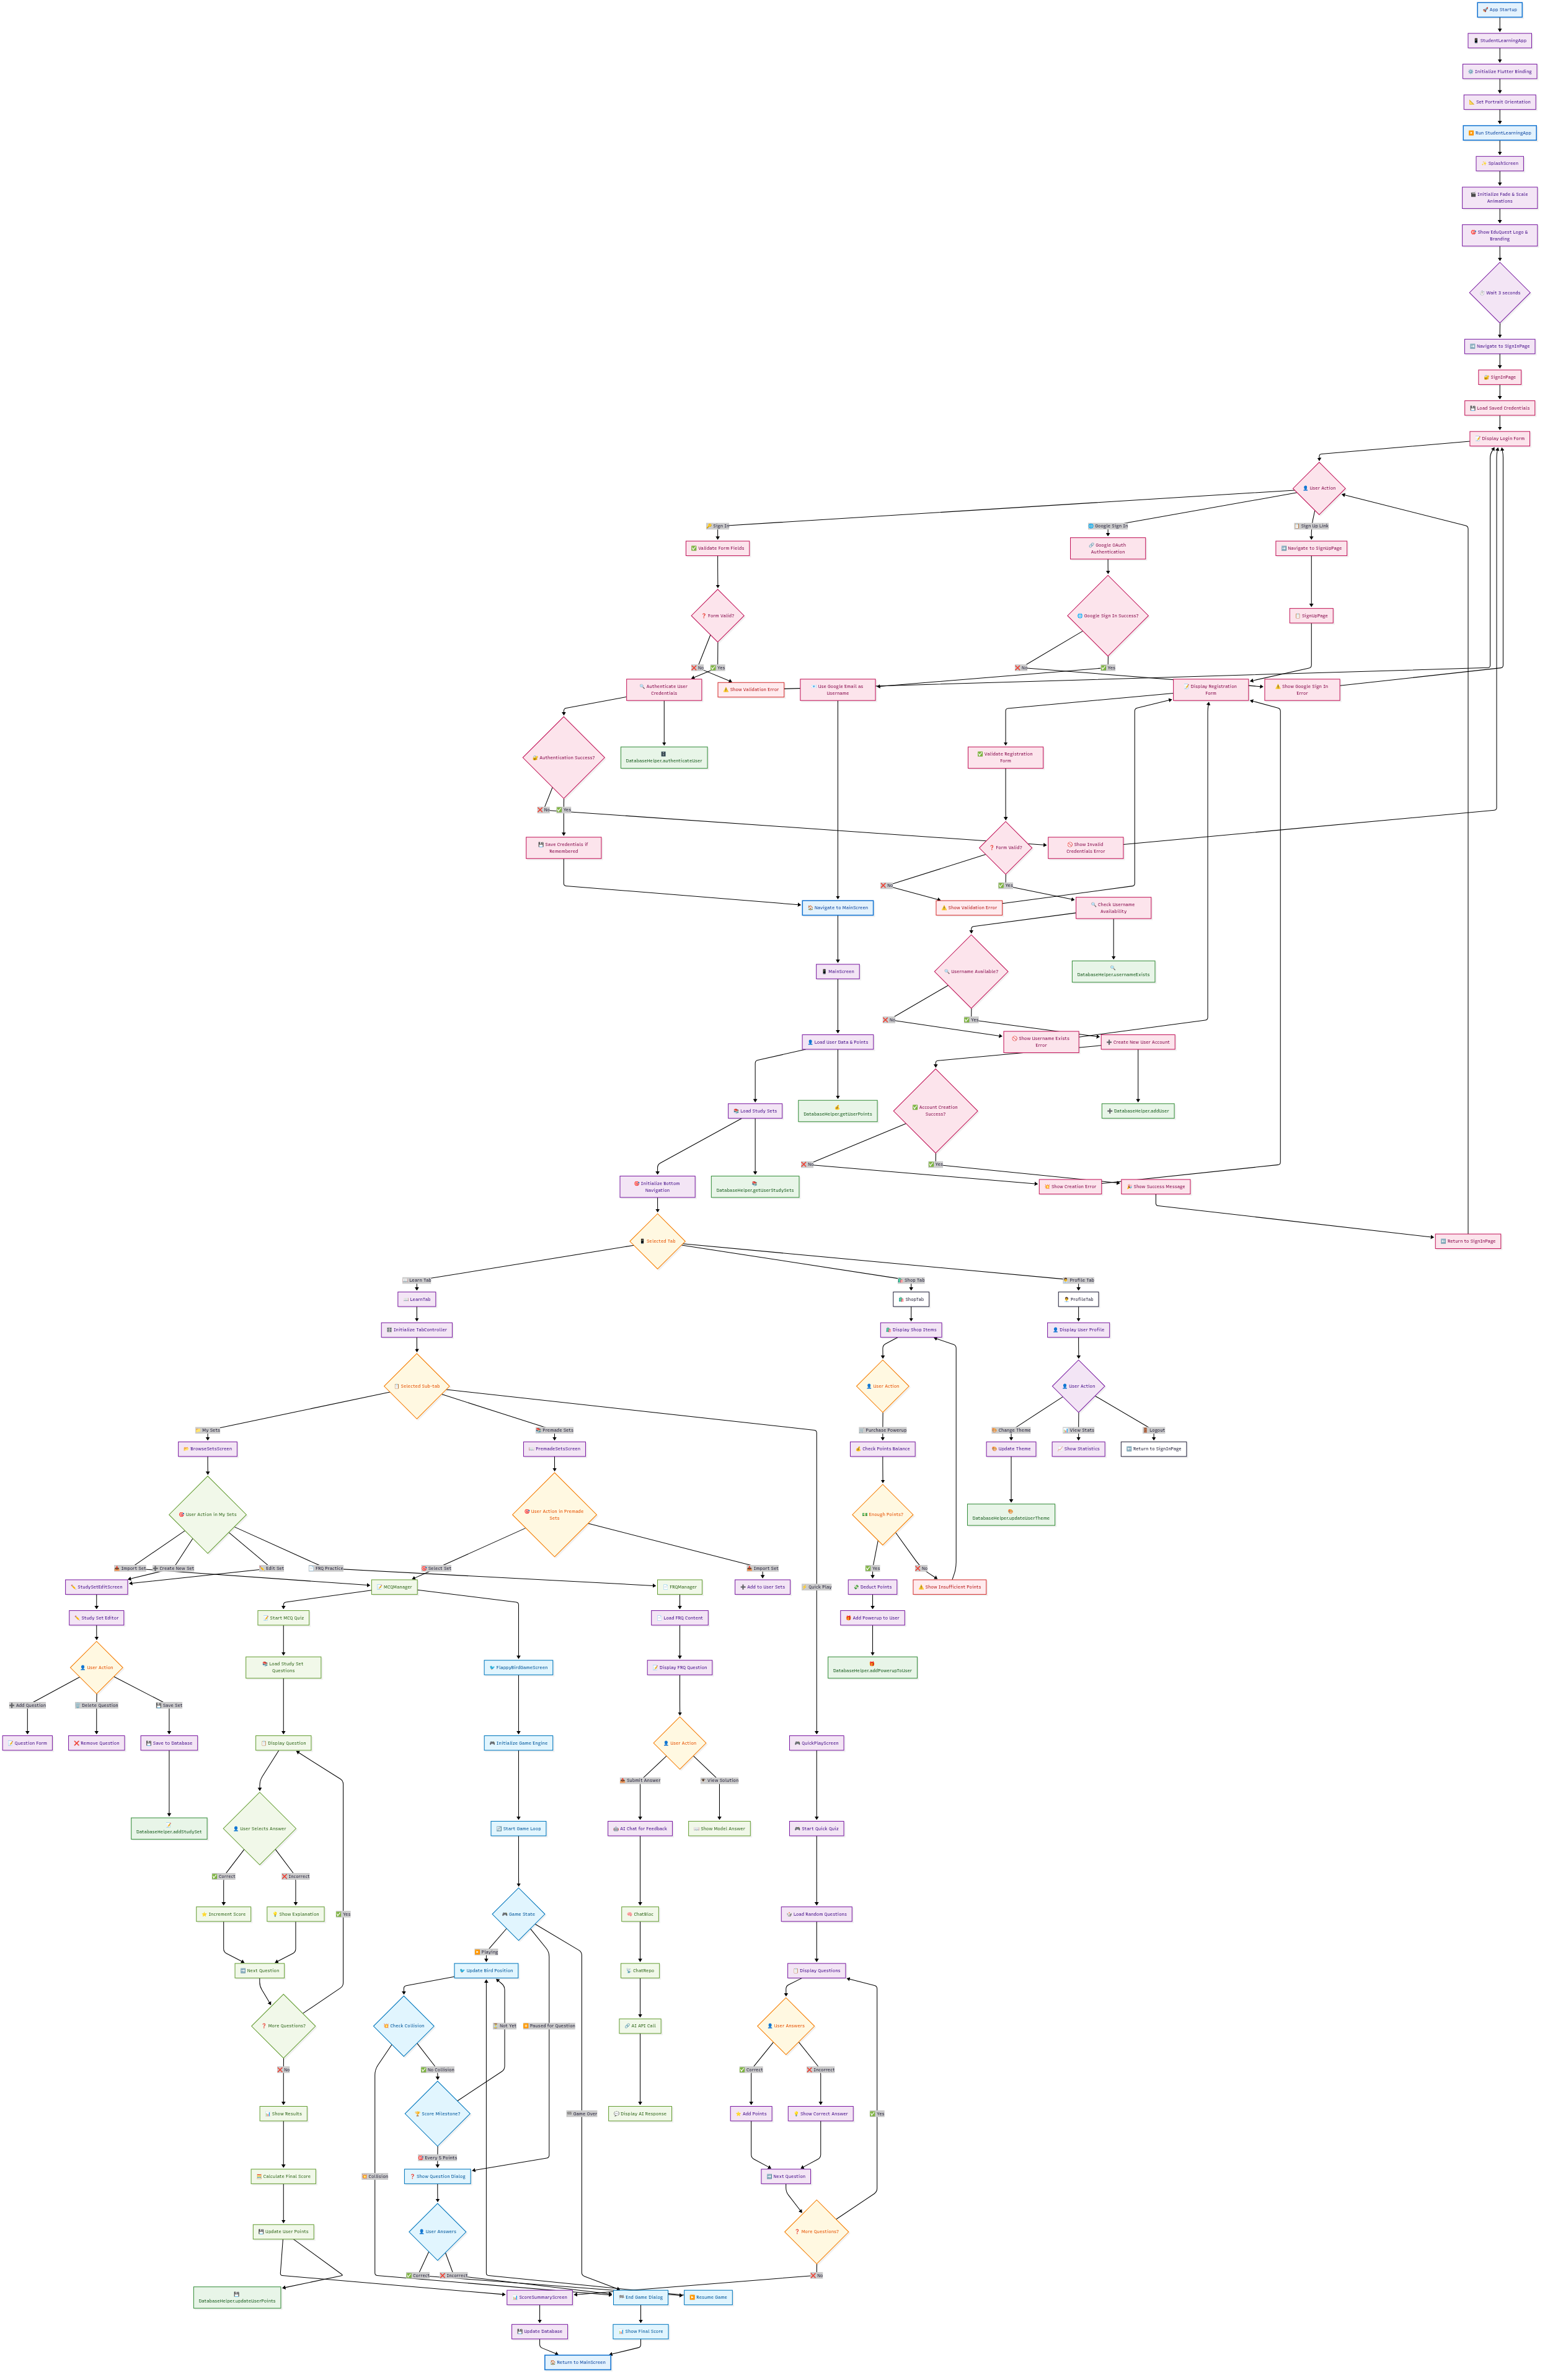 🚀 App Startup
📱 StudentLearningApp
⚙️ Initialize Flutter Binding
📐 Set Portrait Orientation
▶️ Run StudentLearningApp
✨ SplashScreen
🎬 Initialize Fade & Scale
Animations
🎯 Show EduQuest Logo &
Branding
⏱️ Wait 3 seconds
➡️ Navigate to SignInPage
🔐 SignInPage
💾 Load Saved Credentials
📝 Display Login Form
👤 User Action
🔑 Sign In
🌐 Google Sign In
📋 Sign Up Link
✅ Validate Form Fields
🔗 Google OAuth
Authentication
➡️ Navigate to SignUpPage
❓ Form Valid?
🌐 Google Sign In Success?
📋 SignUpPage
❌ No
✅ Yes
❌ No
✅ Yes
🔍 Authenticate User
Credentials
⚠️ Show Validation Error
📧 Use Google Email as
Username
📝 Display Registration
Form
⚠️ Show Google Sign In
Error
🔐 Authentication Success?
🗄️
DatabaseHelper.authenticateUser
✅ Validate Registration
Form
❌ No
✅ Yes
💾 Save Credentials if
Remembered
❓ Form Valid?
🚫 Show Invalid
Credentials Error
❌ No
✅ Yes
🏠 Navigate to MainScreen
⚠️ Show Validation Error
🔍 Check Username
Availability
📱 MainScreen
🔍 Username Available?
🔍
DatabaseHelper.usernameExists
❌ No
✅ Yes
👤 Load User Data & Points
🚫 Show Username Exists
Error
➕ Create New User Account
📚 Load Study Sets
💰
DatabaseHelper.getUserPoints
✅ Account Creation
Success?
➕ DatabaseHelper.addUser
❌ No
✅ Yes
🎯 Initialize Bottom
Navigation
📚
DatabaseHelper.getUserStudySets
💥 Show Creation Error
🎉 Show Success Message
📱 Selected Tab
⬅️ Return to SignInPage
📖 Learn Tab
🛍️ Shop Tab
👨 Profile Tab
📖 LearnTab
🛍️ ShopTab
👨 ProfileTab
🎛️ Initialize TabController
🛍️ Display Shop Items
👤 Display User Profile
📋 Selected Sub-tab
👤 User Action
👤 User Action
📁 My Sets
📚 Premade Sets
🛒 Purchase Powerup
🎨 Change Theme
📊 View Stats
🚪 Logout
📂 BrowseSetsScreen
📖 PremadeSetsScreen
💰 Check Points Balance
🎨 Update Theme
📈 Show Statistics
⬅️ Return to SignInPage
🎯 User Action in My Sets
🎯 User Action in Premade
Sets
💵 Enough Points?
🎨
DatabaseHelper.updateUserTheme
📥 Import Set
➕ Create New Set
✏️ Edit Set
📄 FRQ Practice
🎯 Select Set
📥 Import Set
✅ Yes
❌ No
✏️ StudySetEditScreen
📝 MCQManager
📄 FRQManager
➕ Add to User Sets
⚡ Quick Play
💸 Deduct Points
⚠️ Show Insufficient Points
✏️ Study Set Editor
📝 Start MCQ Quiz
📄 Load FRQ Content
🎁 Add Powerup to User
👤 User Action
📚 Load Study Set
Questions
🐦 FlappyBirdGameScreen
📝 Display FRQ Question
🎁
DatabaseHelper.addPowerupToUser
➕ Add Question
🗑️ Delete Question
💾 Save Set
📝 Question Form
❌ Remove Question
💾 Save to Database
📋 Display Question
🎮 Initialize Game Engine
👤 User Action
🎮 QuickPlayScreen
📤 Submit Answer
👁️ View Solution
📝
DatabaseHelper.addStudySet
👤 User Selects Answer
🔄 Start Game Loop
🤖 AI Chat for Feedback
📖 Show Model Answer
🎮 Start Quick Quiz
✅ Correct
❌ Incorrect
⭐ Increment Score
💡 Show Explanation
✅ Yes
🎮 Game State
🧠 ChatBloc
🎲 Load Random Questions
▶️ Playing
➡️ Next Question
🐦 Update Bird Position
📡 ChatRepo
📋 Display Questions
❓ More Questions?
💥 Check Collision
⏳ Not Yet
⏸️ Paused for Question
🔗 AI API Call
👤 User Answers
❌ No
✅ No Collision
✅ Correct
❌ Incorrect
📊 Show Results
🏆 Score Milestone?
🏁 Game Over
💬 Display AI Response
⭐ Add Points
💡 Show Correct Answer
✅ Yes
🎯 Every 5 Points
🧮 Calculate Final Score
💥 Collision
❓ Show Question Dialog
➡️ Next Question
💾 Update User Points
👤 User Answers
❓ More Questions?
✅ Correct
❌ Incorrect
❌ No
💾
DatabaseHelper.updateUserPoints
📊 ScoreSummaryScreen
🏁 End Game Dialog
▶️ Resume Game
💾 Update Database
📊 Show Final Score
🏠 Return to MainScreen